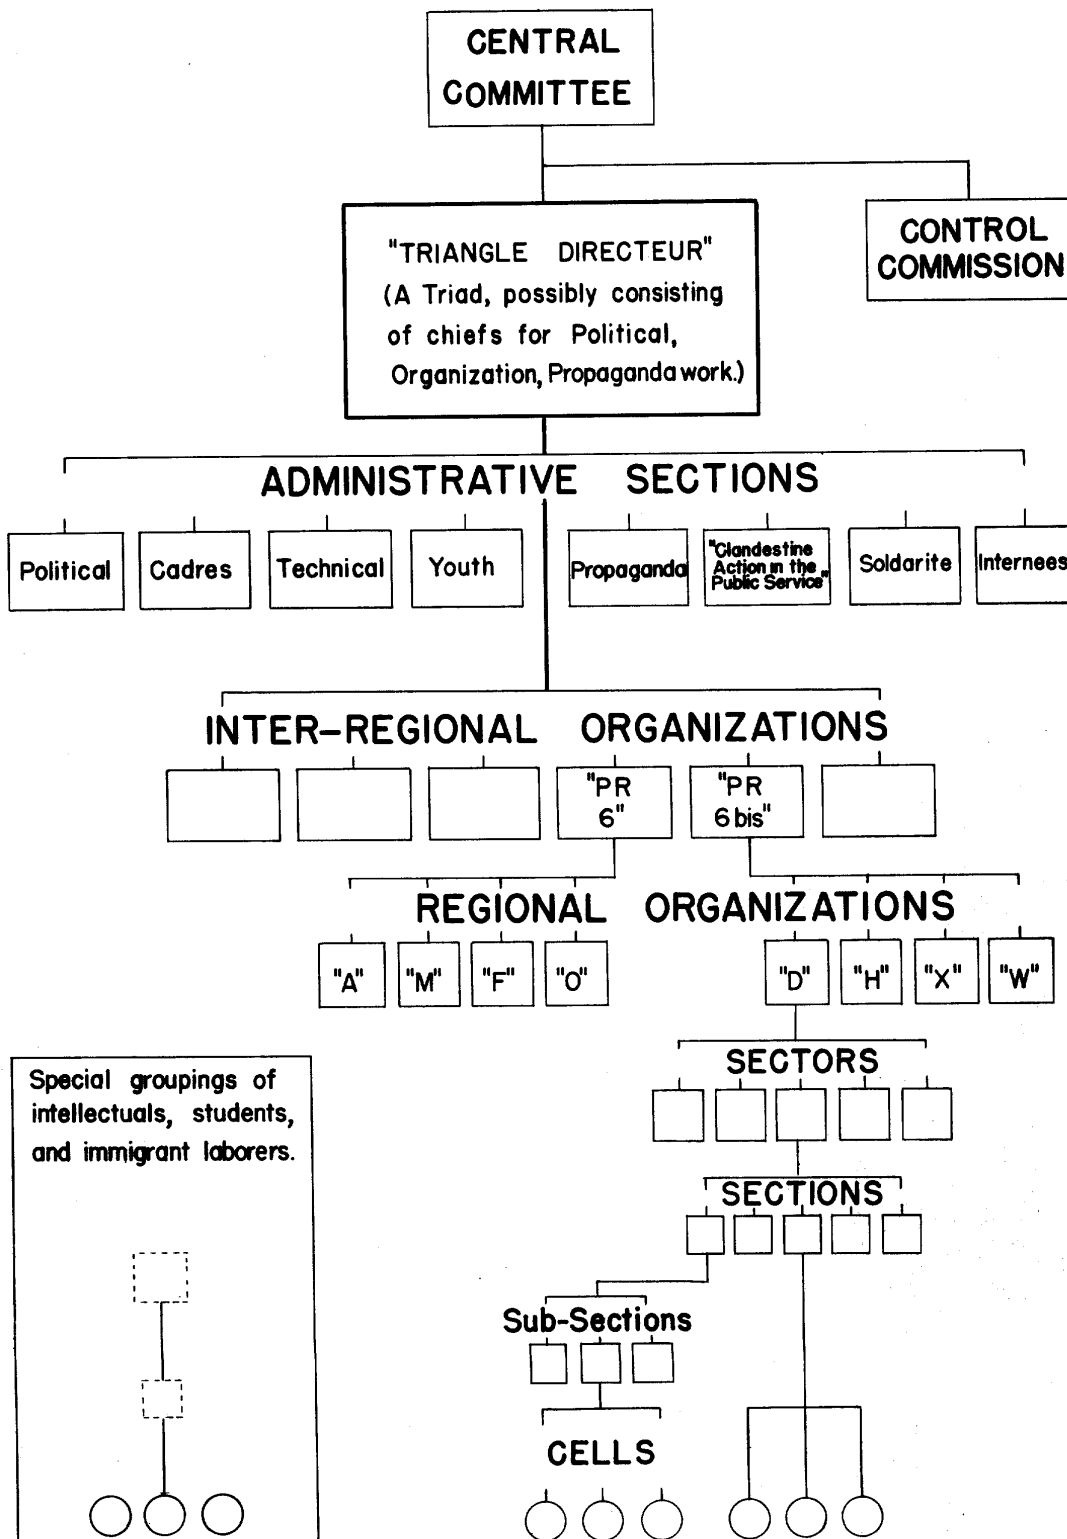 CENTRAL
COMMITTEE
"TRIANGLE DIRECTEUR"
(A Triad, possibly consisting
of chiefs for Political,
Organization, Propaganda work.)
CONTROL
COMMISSION
ADMINISTRATIVE SECTIONS
Political
Cadres
Technical
Youth
Propaganda
"Clandestine
Action in the
Public Service"
Soldarite
Internees
INTER-REGIONAL ORGANIZATIONS
"PR
6"
"PR
6 bis"
REGIONAL ORGANIZATIONS
"A"
"M"
"F"
"O"
"D"
"H"
"X"
"W"
SECTORS
Special groupings of
intellectuals, students,
and immigrant laborers.
SECTIONS
Sub-Sections
CELLS